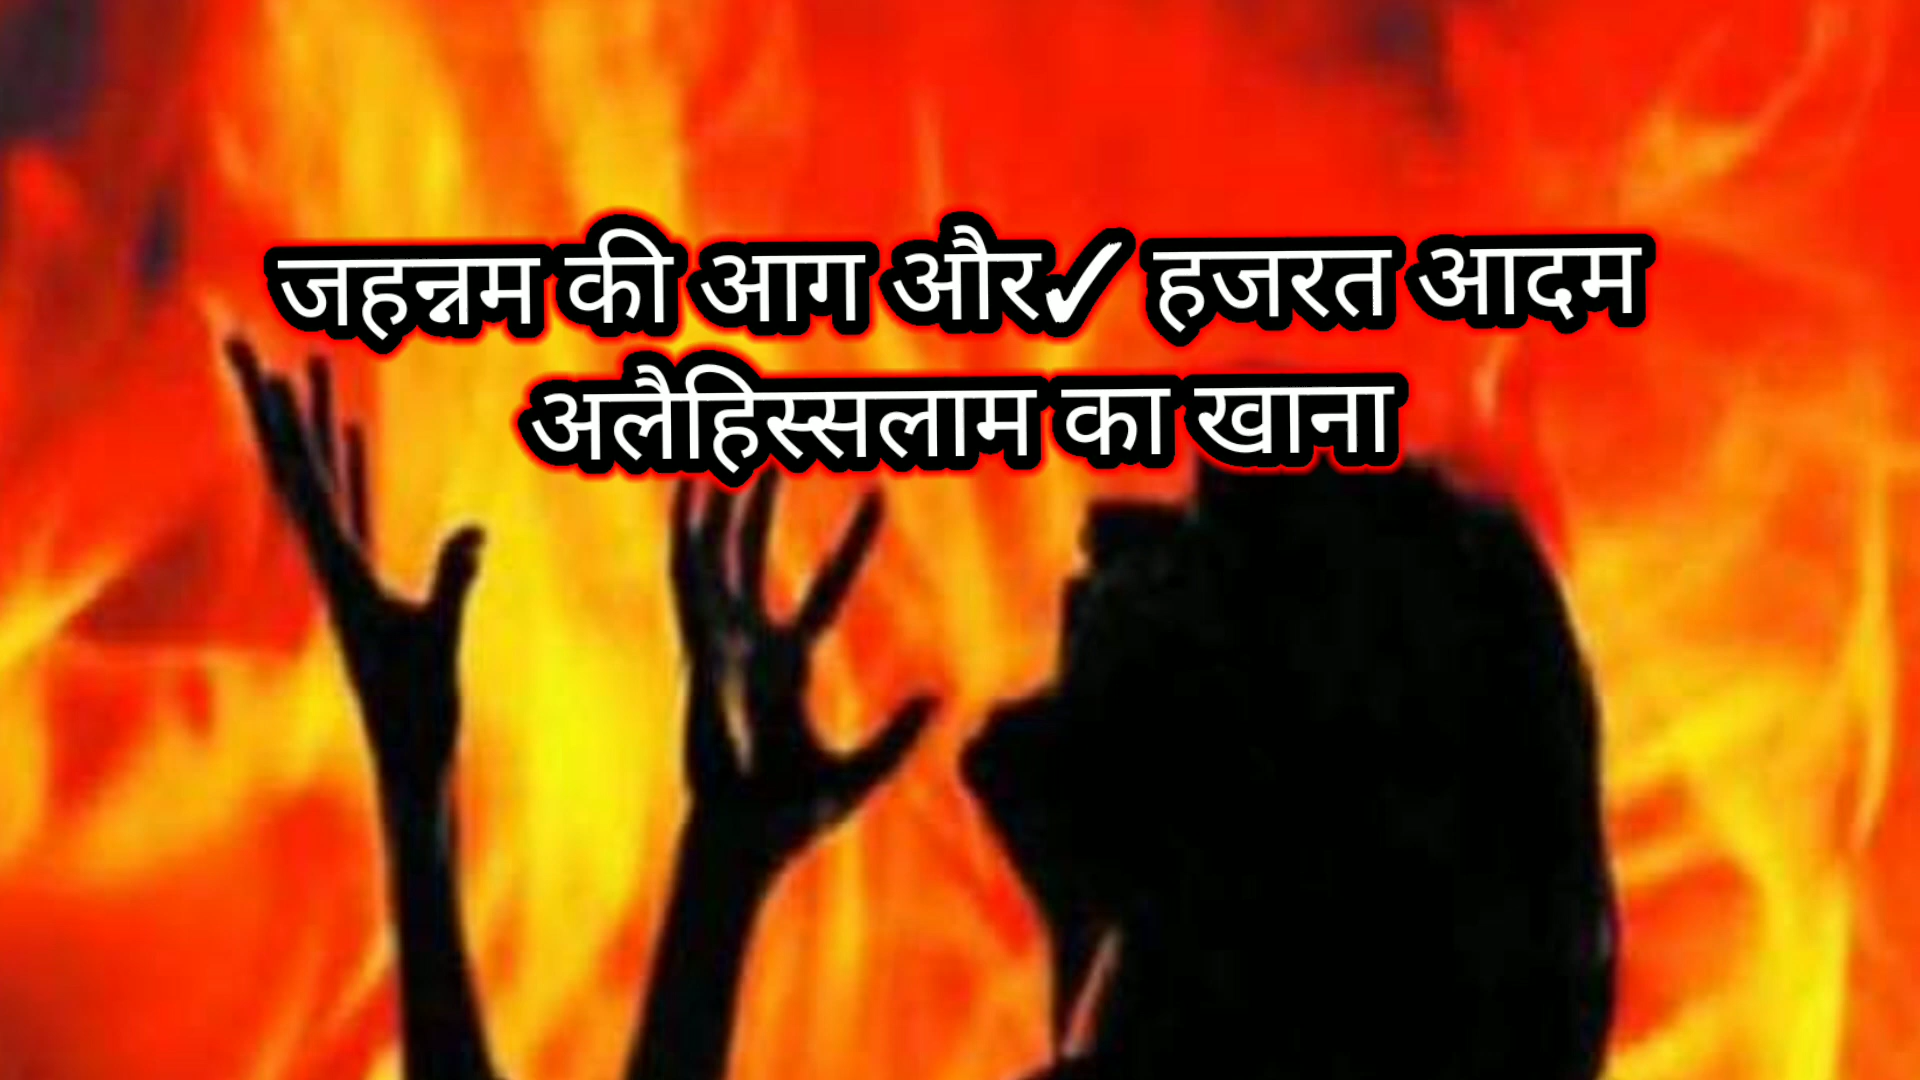 जहन्नम की आग और✓ हजरत आदम
अलैहिस्सलाम का खाना